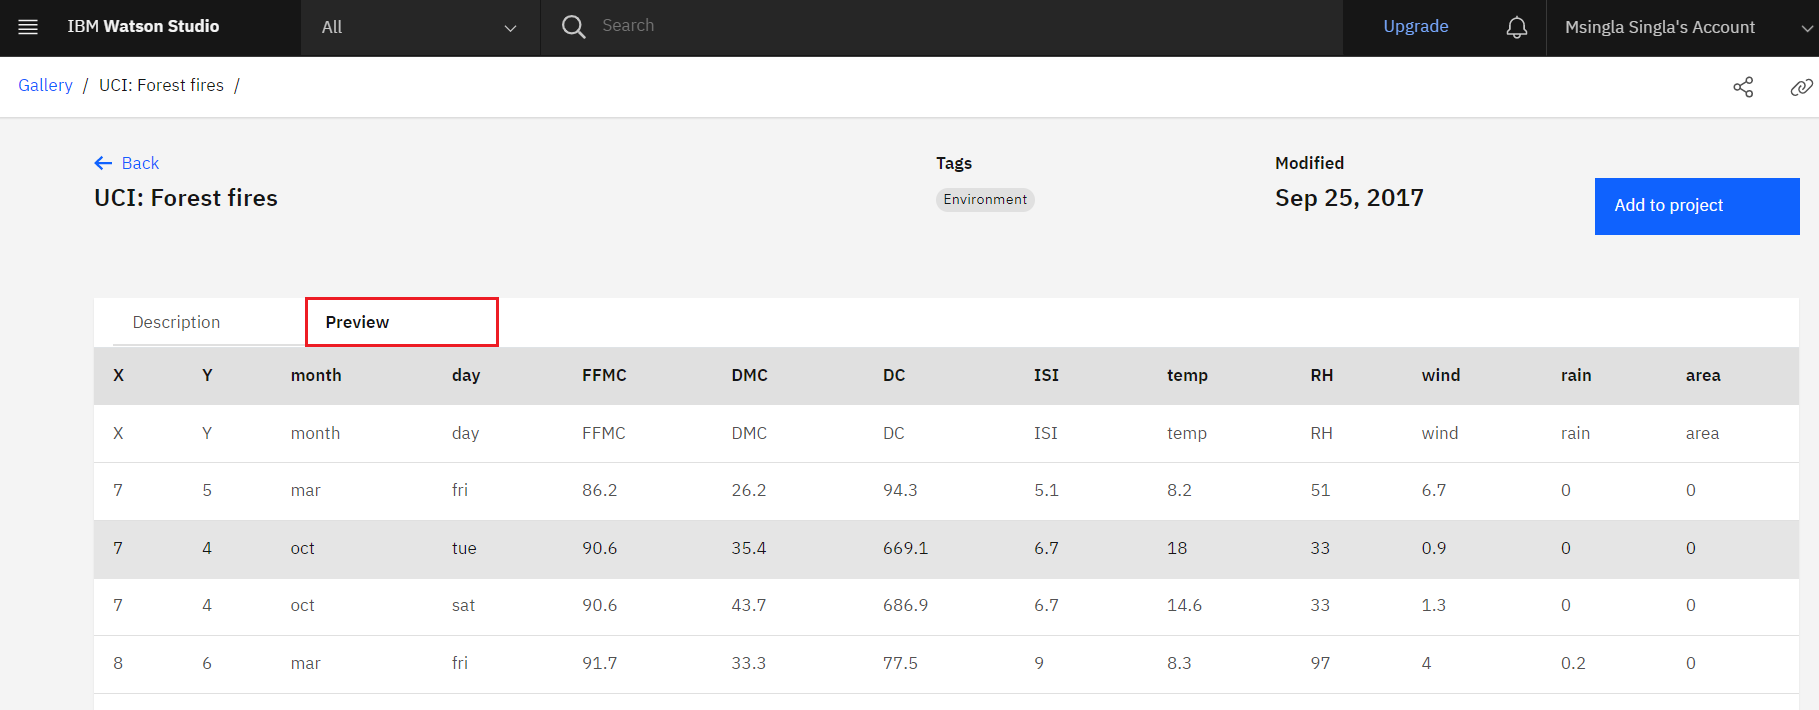 IBM Watson Studio All Search Upgrade Msingla Singla's Account
Gallery / UCI: Forest fires /
Back Tags Modified
UCI: Forest fires Environment Sep 25, 2017 Add to project
Description Preview
X Y month day FFMC DMC DC ISI temp RH wind rain area
X Y month day FFMC DMC DC ISI temp RH wind rain area
7 5 mar fri 86.2 26.2 94.3 5.1 8.2 51 6.7 0 0
7 4 oct tue 90.6 35.4 669.1 6.7 18 33 0.9 0 0
7 4 oct sat 90.6 43.7 686.9 6.7 14.6 33 1.3 0 0
8 6 mar fri 91.7 33.3 77.5 9 8.3 97 4 0.2 0